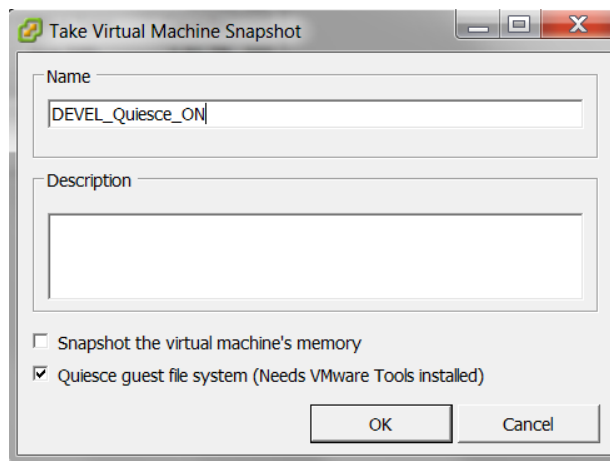 Take Virtual Machine Snapshot
Name
DEVEL_Quiesce_ON
Description
Snapshot the virtual machine's memory
Quiesce guest file system (Needs VMware Tools installed)
OK Cancel